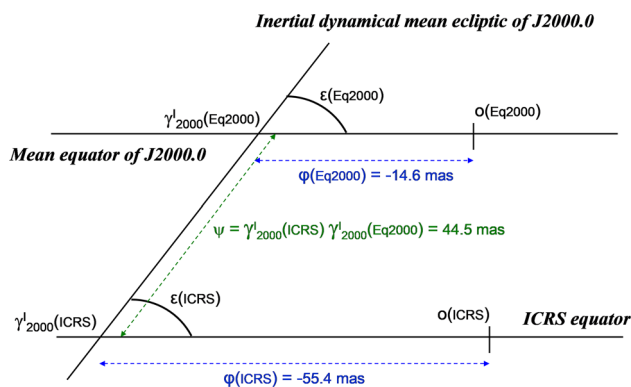 Inertial dynamical mean ecliptic of J2000.0
ε(Eq2000)
γᴵ₂₀₀₀(Eq2000)
o(Eq2000)
Mean equator of J2000.0
φ(Eq2000) = -14.6 mas
ψ = γᴵ₂₀₀₀(ICRS) γᴵ₂₀₀₀(Eq2000) = 44.5 mas
ε(ICRS)
γᴵ₂₀₀₀(ICRS)
o(ICRS)
ICRS equator
φ(ICRS) = -55.4 mas